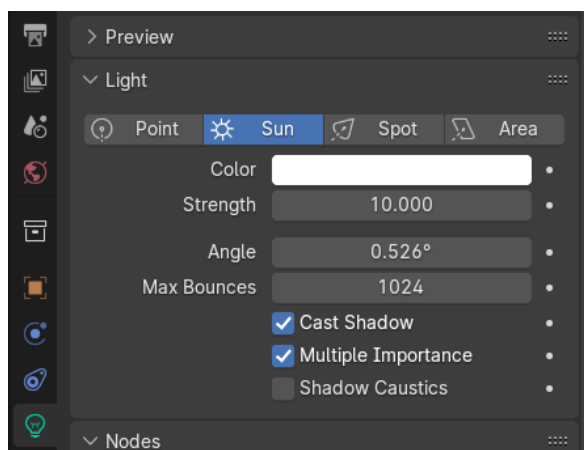 Preview
Light
Point Sun Spot Area
Color
Strength 10.000
Angle 0.526°
Max Bounces 1024
Cast Shadow
Multiple Importance
Shadow Caustics
Nodes